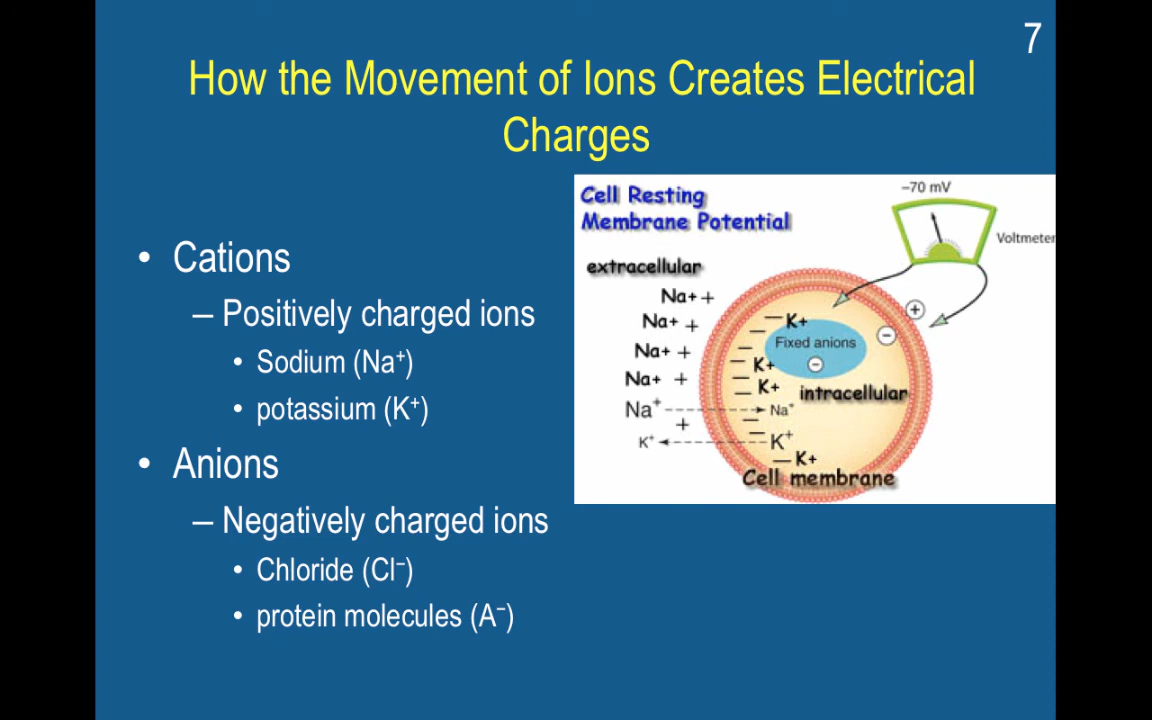 7
How the Movement of Ions Creates Electrical
Charges
• Cations
– Positively charged ions
• Sodium (Na⁺)
• potassium (K⁺)
• Anions
– Negatively charged ions
• Chloride (Cl⁻)
• protein molecules (A⁻)
Cell Resting
Membrane Potential
–70 mV
Voltmeter
extracellular
Na+ +
Na+ +
Na+ +
Na+ +
Na⁺
+
K⁺
+
−
K+
Fixed anions
−
K+
K+
intracellular
Na⁺
K⁺
K+
Cell membrane